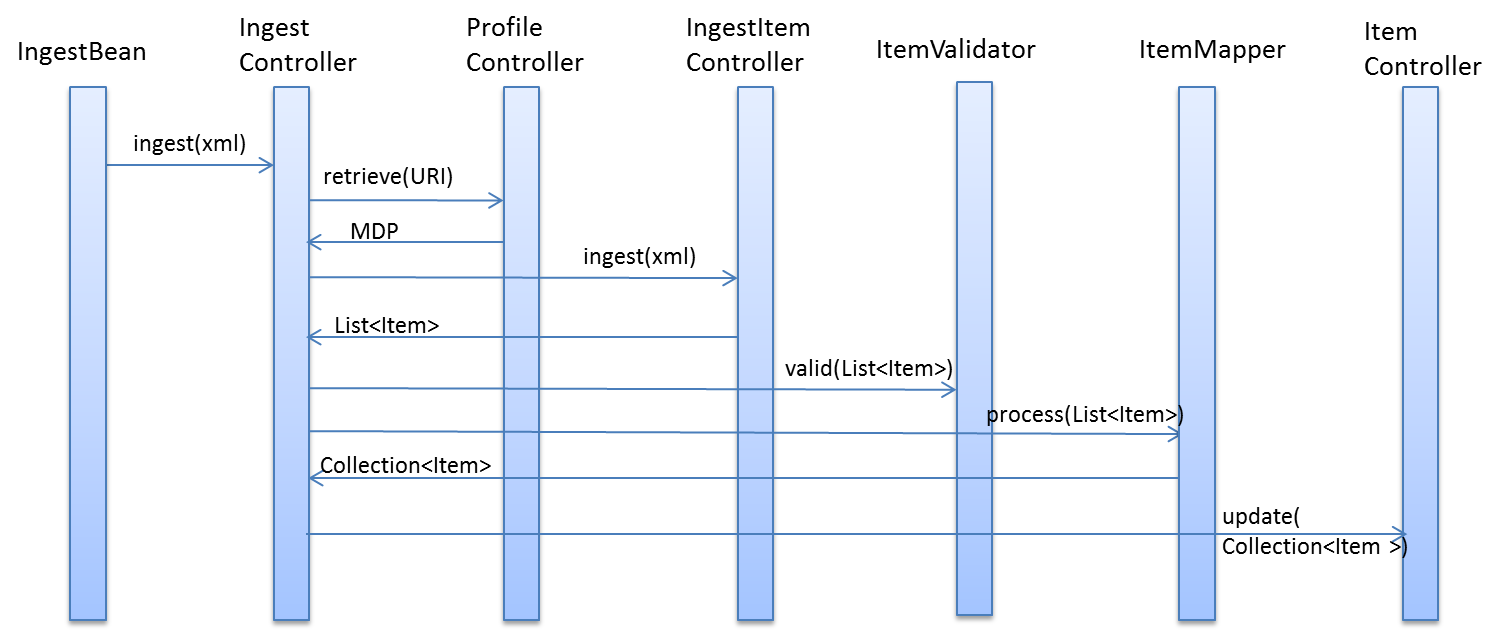 IngestBean
Ingest
Controller
Profile
Controller
IngestItem
Controller
ItemValidator
ItemMapper
Item
Controller
ingest(xml)
retrieve(URI)
MDP
ingest(xml)
List<Item>
valid(List<Item>)
process(List<Item>)
Collection<Item>
update(
Collection<Item >)